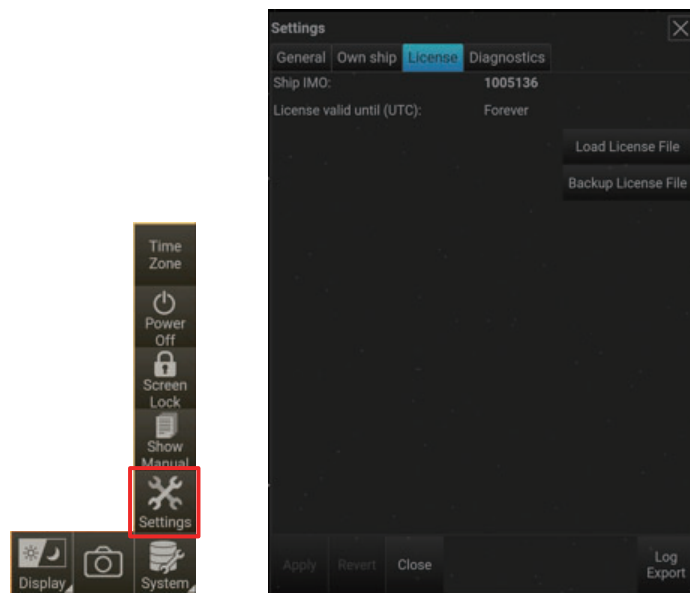 Time
Zone
Power
Off
Screen
Lock
Show
Manual
Settings
Display
System
Settings
General Own ship License Diagnostics
Ship IMO: 1005136
License valid until (UTC): Forever
Load License File
Backup License File
Apply Revert Close
Log
Export